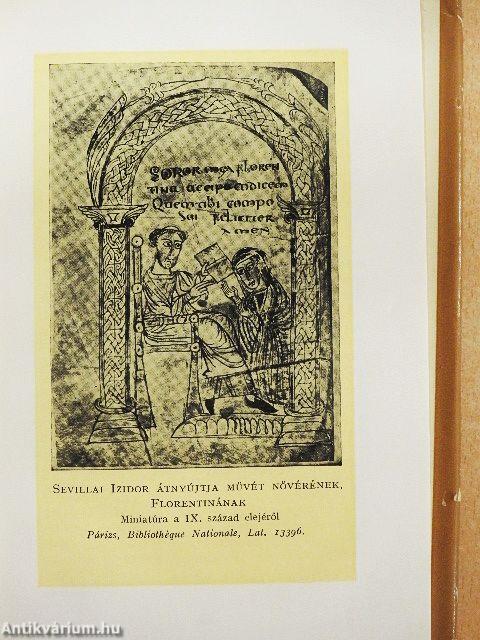 SOROR mea FLOREN
TINA accipe codicem
Quem tibi compo
Sui feliciter
AMEN
SEVILLAI IZIDOR ÁTNYÚJTJA MŰVÉT NŐVÉRÉNEK,
FLORENTINÁNAK
Miniatúra a IX. század elejéről
Párizs, Bibliothèque Nationale, Lat. 13396.
Antikvárium.hu